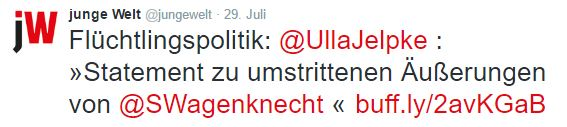 jW junge Welt @jungewelt · 29. Juli
Flüchtlingspolitik: @UllaJelpke :
»Statement zu umstrittenen Äußerungen
von @SWagenknecht « buff.ly/2avKGaB